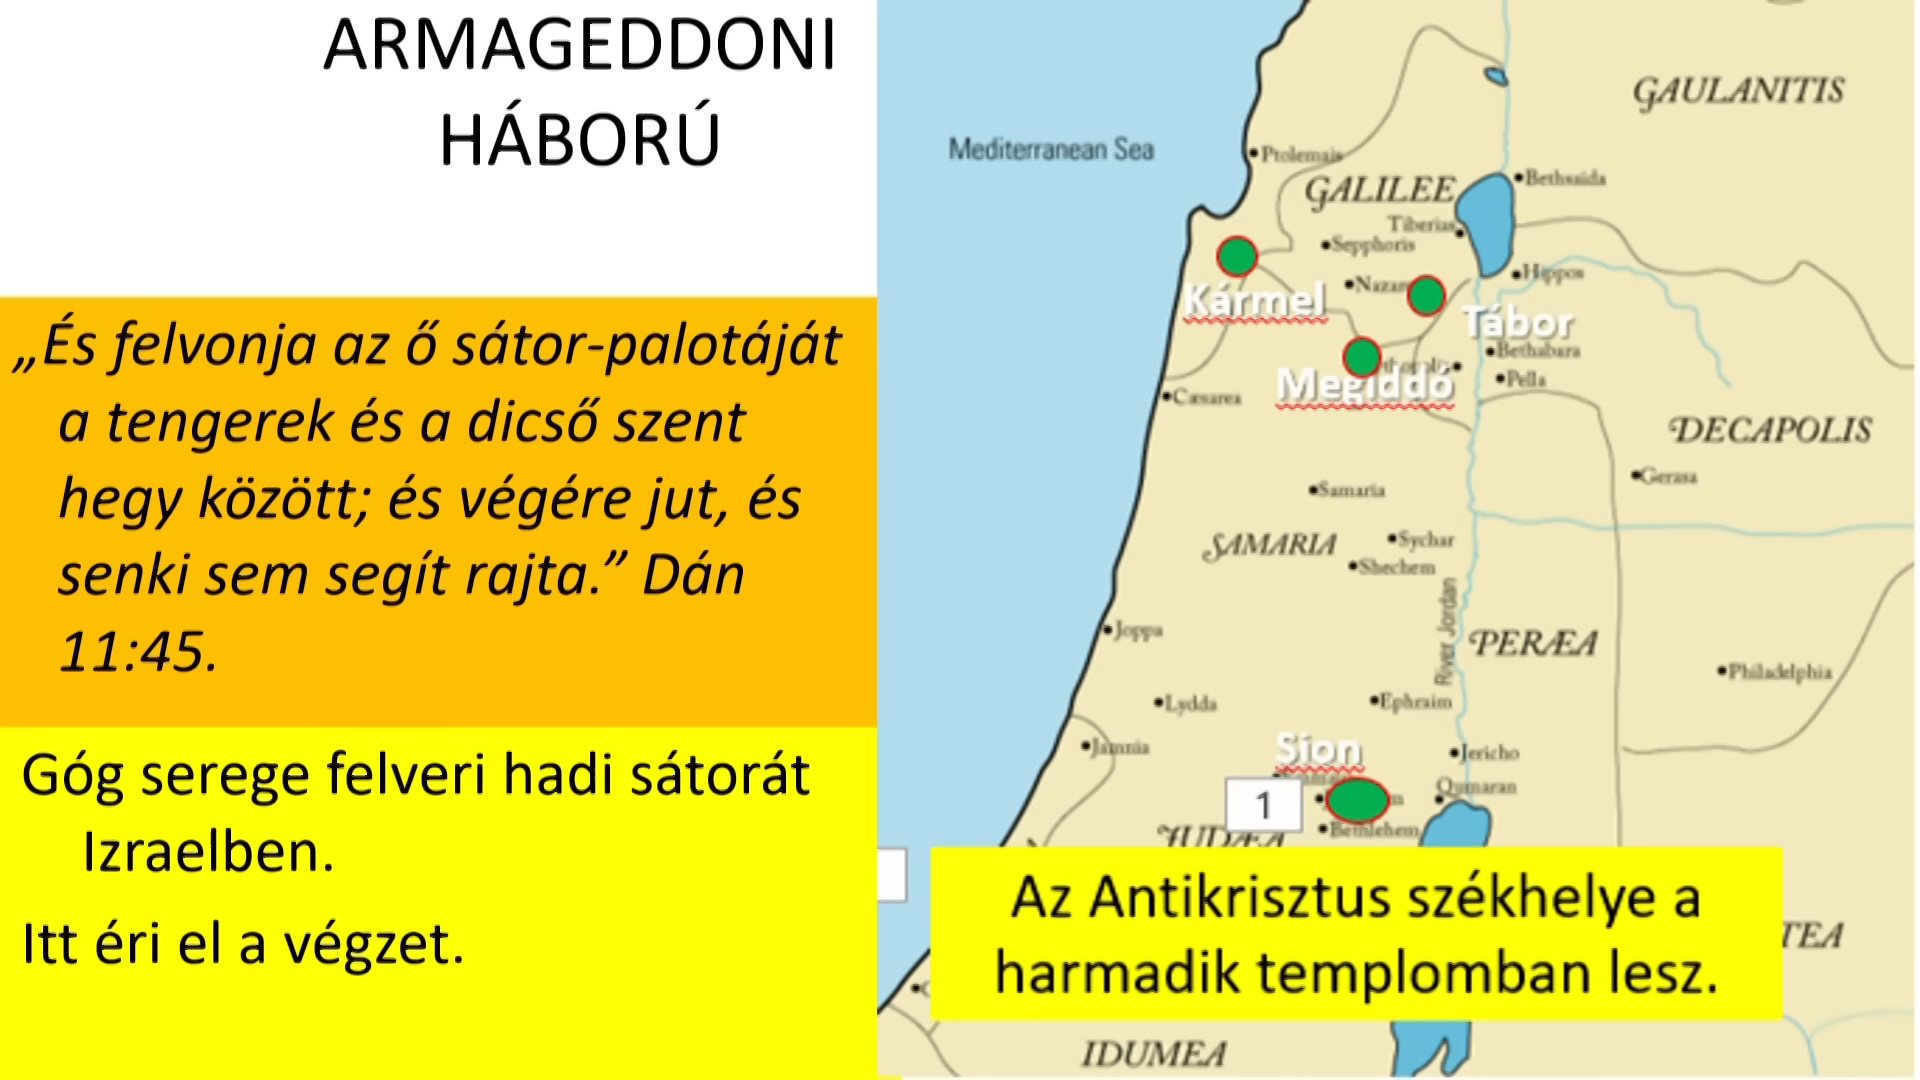 ARMAGEDDONI
HÁBORÚ
„És felvonja az ő sátor-palotáját
a tengerek és a dicső szent
hegy között; és végére jut, és
senki sem segít rajta.” Dán
11:45.
Góg serege felveri hadi sátorát
Izraelben.
Itt éri el a végzet.
GAULANITIS
Mediterranean Sea
Ptolemais
Bethsaida
GALILEE
Tiberias
Sepphoris
Hippos
Kármel
Tábor
Bethabara
Megiddó
Pella
Cæsarea
DECAPOLIS
Gerasa
Samaria
SAMARIA
Sychar
Shechem
River Jordan
Joppa
PERÆA
Philadelphia
Lydda
Ephraim
Jamnia
Sion
Jericho
Qumaran
1
Bethlehem
JUDÆA
Az Antikrisztus székhelye a
harmadik templomban lesz.
IDUMEA